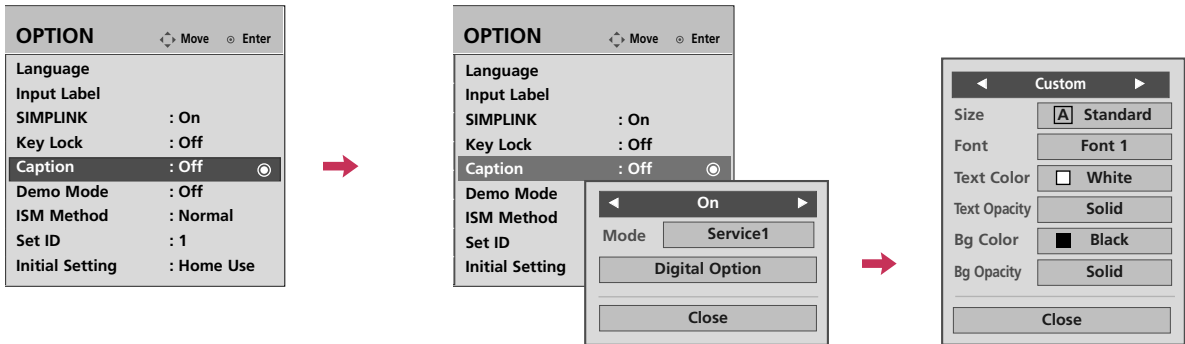 OPTION Move Enter
Language
Input Label
SIMPLINK : On
Key Lock : Off
Caption : Off
Demo Mode : Off
ISM Method : Normal
Set ID : 1
Initial Setting : Home Use
OPTION Move Enter
Language
Input Label
SIMPLINK : On
Key Lock : Off
Caption : Off
Demo Mode
ISM Method
Set ID
Initial Setting
On
Mode Service1
Digital Option
Close
Custom
Size A Standard
Font Font 1
Text Color White
Text Opacity Solid
Bg Color Black
Bg Opacity Solid
Close